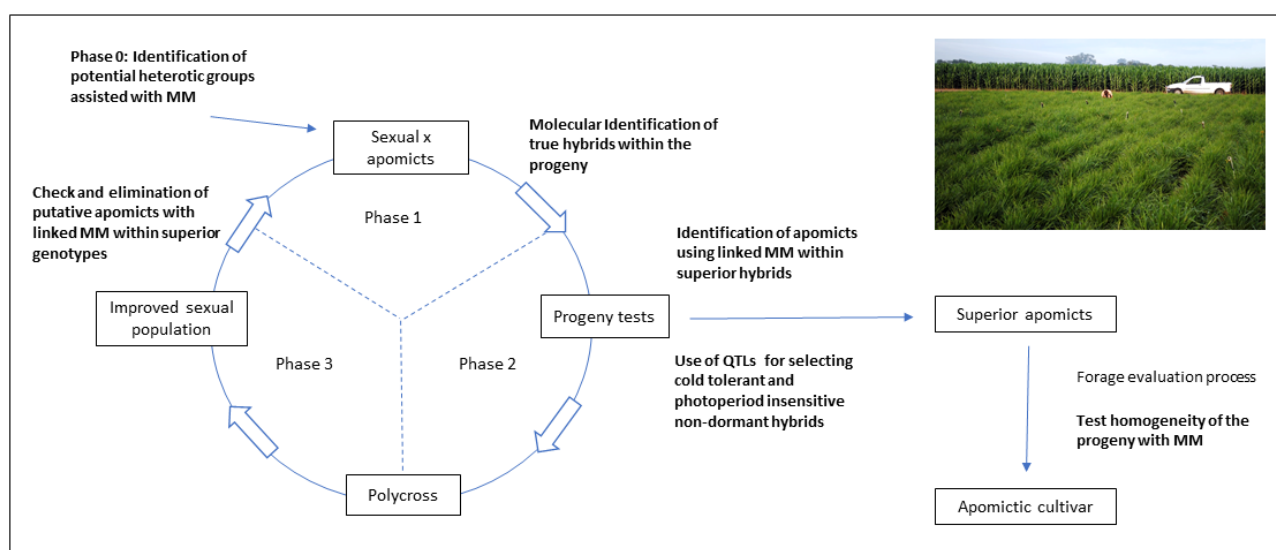 Phase 0: Identification of
potential heterotic groups
assisted with MM
Sexual x
apomicts
Molecular Identification of
true hybrids within the
progeny
Check and elimination of
putative apomicts with
linked MM within superior
genotypes
Phase 1
Identification of apomicts
using linked MM within
superior hybrids
Improved sexual
population
Progeny tests
Superior apomicts
Phase 3
Phase 2
Use of QTLs for selecting
cold tolerant and
photoperiod insensitive
non-dormant hybrids
Forage evaluation process
Test homogeneity of the
progeny with MM
Polycross
Apomictic cultivar